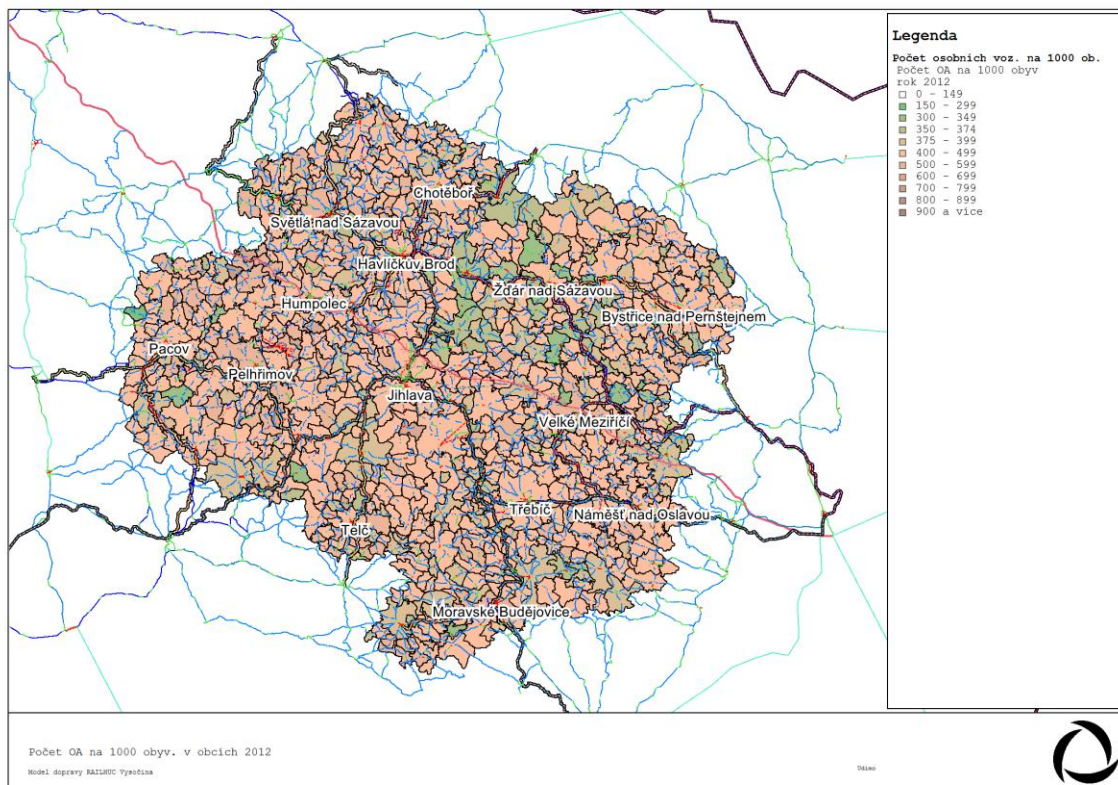 Legenda
Počet osobních voz. na 1000 ob.
Počet OA na 1000 obyv
rok 2012
0 - 149
150 - 299
300 - 349
350 - 374
375 - 399
400 - 499
500 - 599
600 - 699
700 - 799
800 - 899
900 a více
Chotěboř
Světlá nad Sázavou
Havlíčkův Brod
Žďár nad Sázavou
Humpolec
Bystřice nad Pernštejnem
Pacov
Pelhřimov
Jihlava
Velké Meziříčí
Třebíč
Náměšť nad Oslavou
Telč
Moravské Budějovice
Počet OA na 1000 obyv. v obcích 2012
Model dopravy RAILHUC Vysočina
Udimo